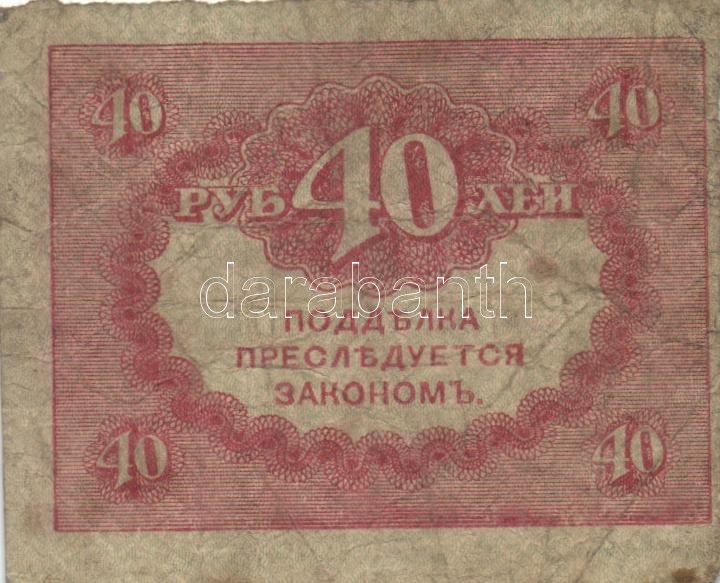 40 40
РУБ 40 ЛЕЙ
darabanth
ПОДДѢЛКА
ПРЕСЛѢДУЕТСЯ
ЗАКОНОМЪ.
40 40